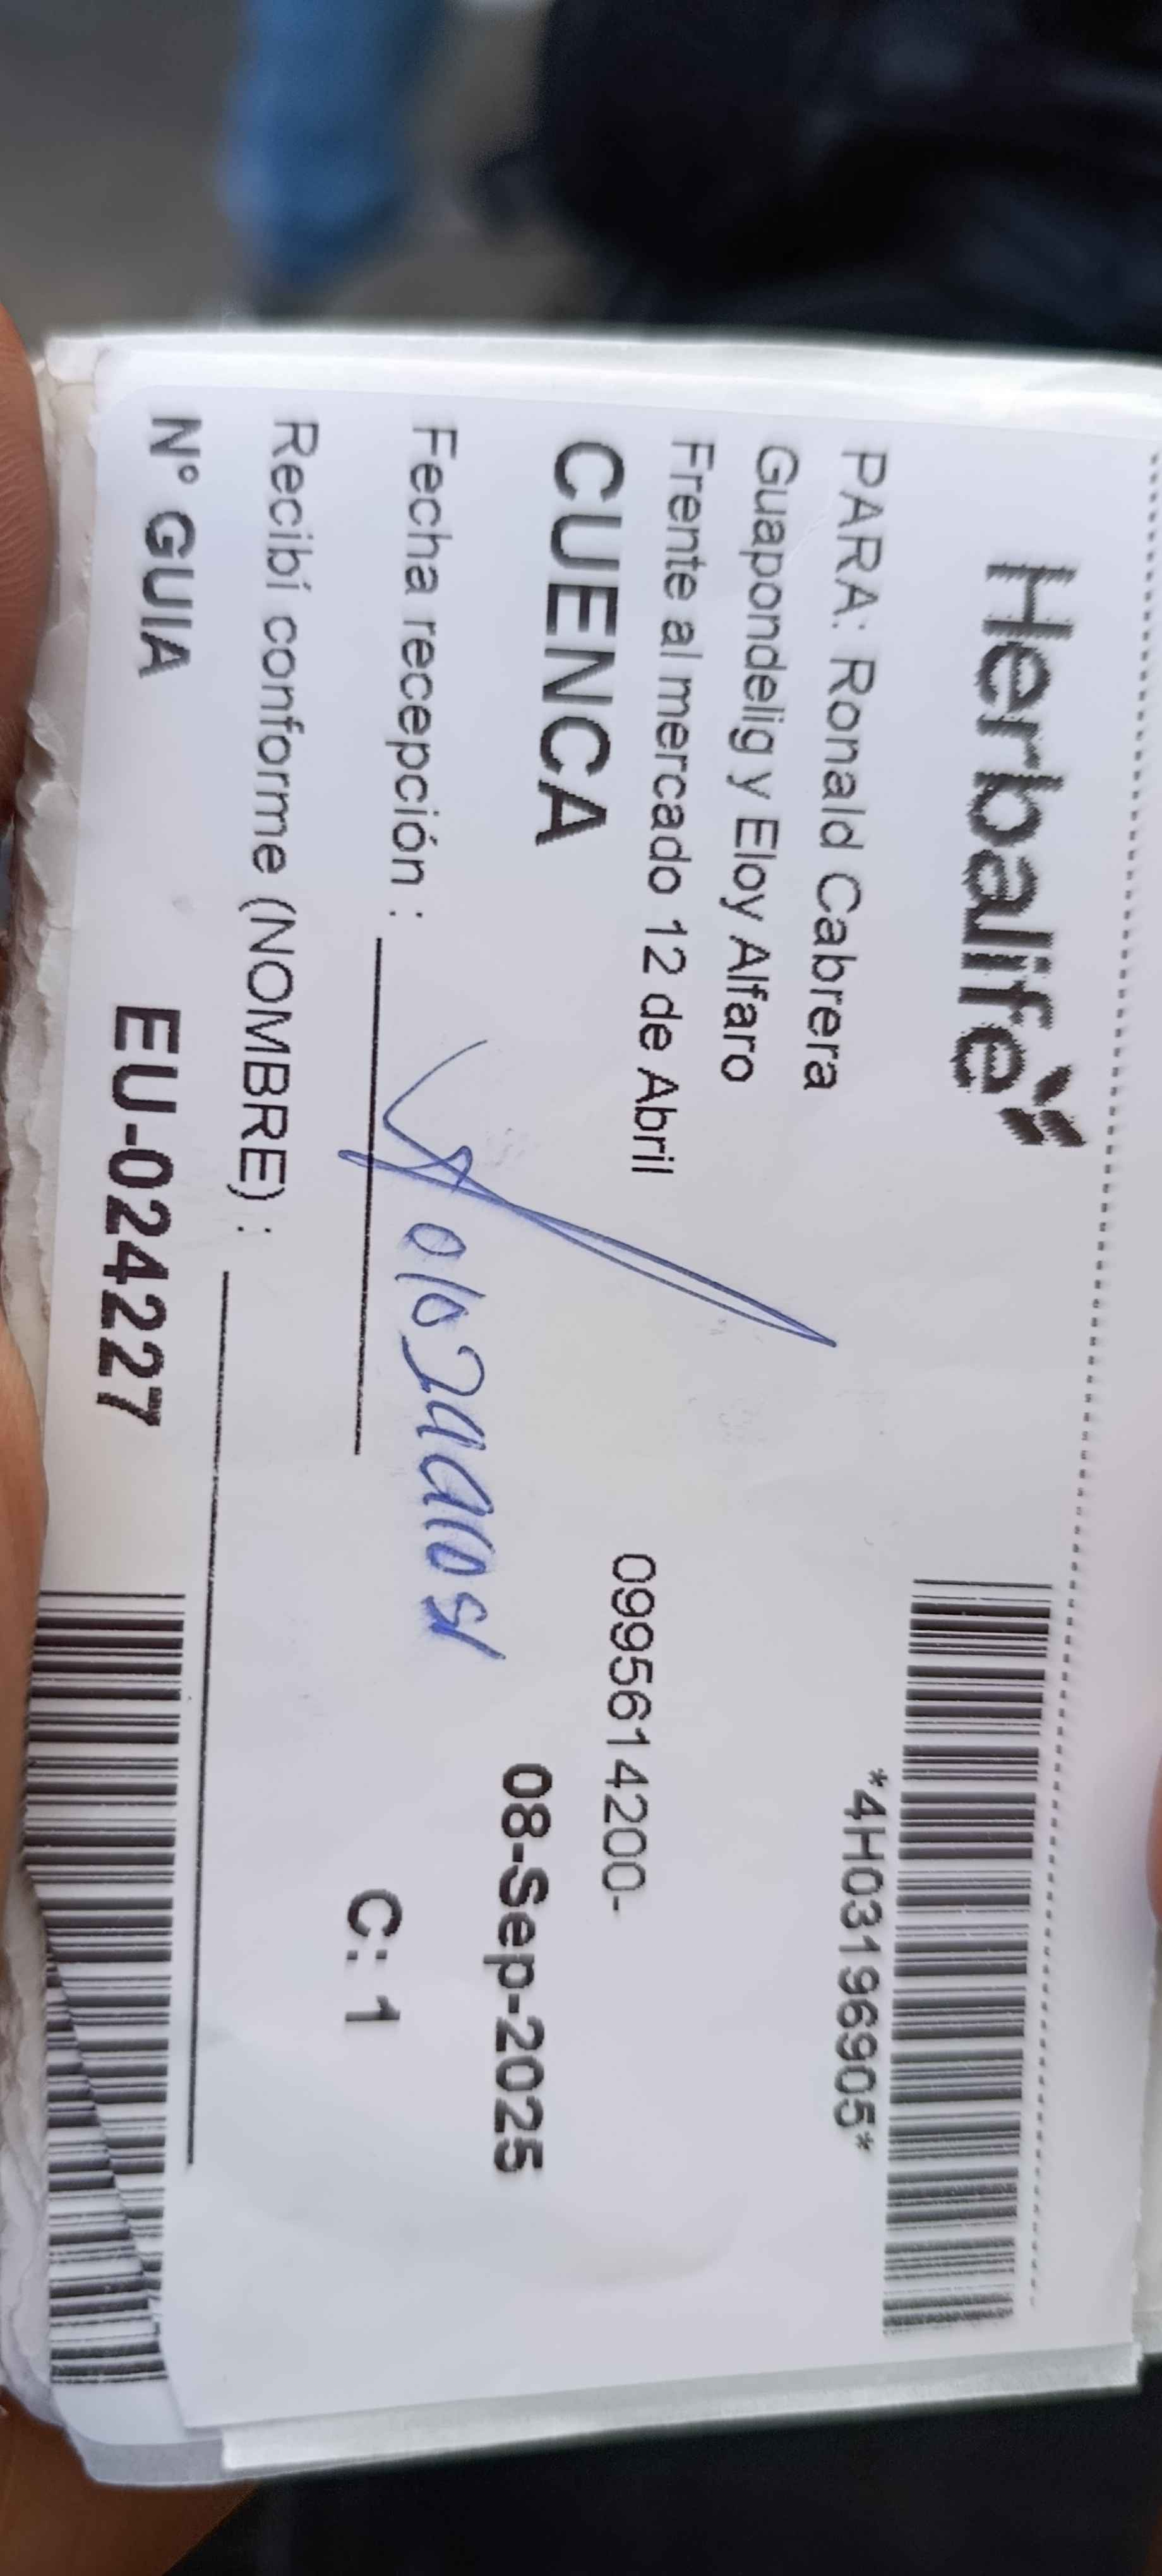 Herbalife
*4H03196905*
PARA: Ronald Cabrera
Guapondelig y Eloy Alfaro
Frente al mercado 12 de Abril
0995614200-
CUENCA
08-Sep-2025
Fecha recepción :
C: 1
Recibí conforme (NOMBRE) :
Nº GUIA EU-024227